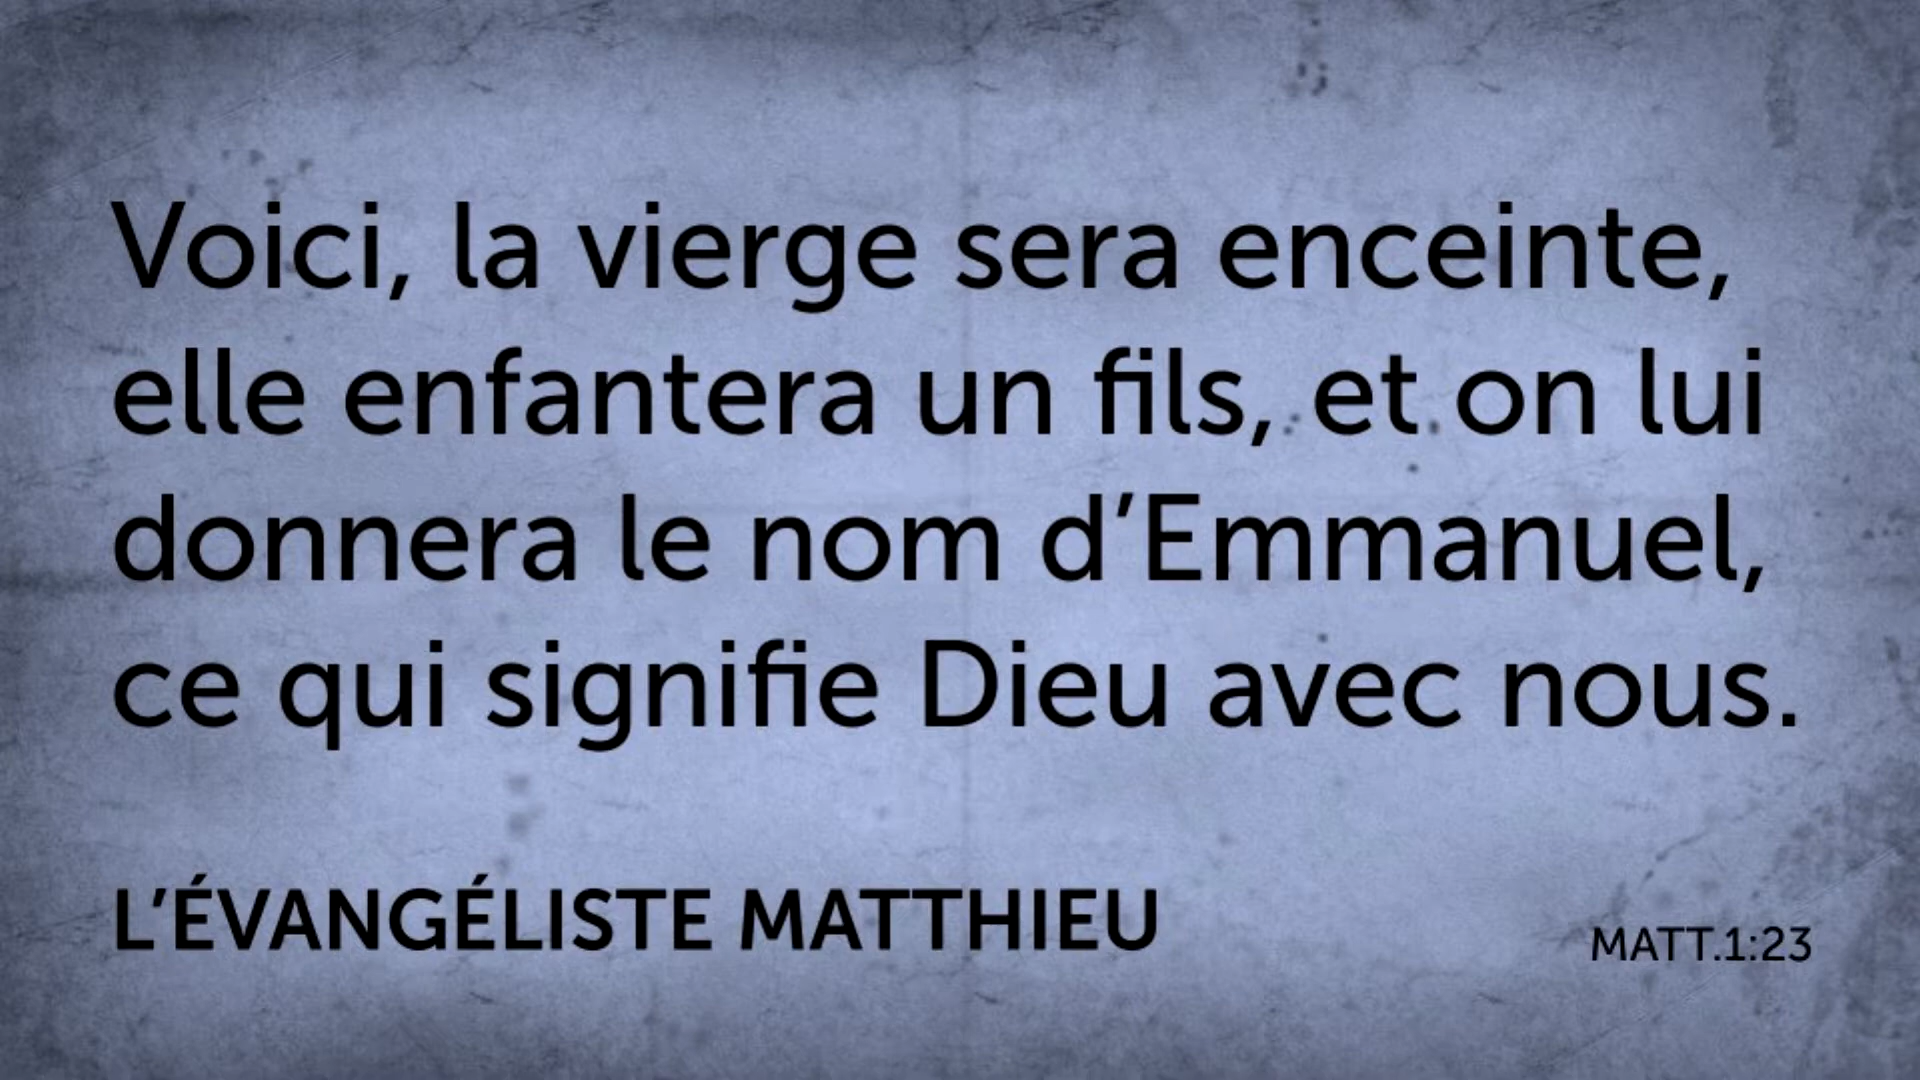 Voici, la vierge sera enceinte,
elle enfantera un fils, et on lui
donnera le nom d’Emmanuel,
ce qui signifie Dieu avec nous.
L’ÉVANGÉLISTE MATTHIEU
MATT.1:23